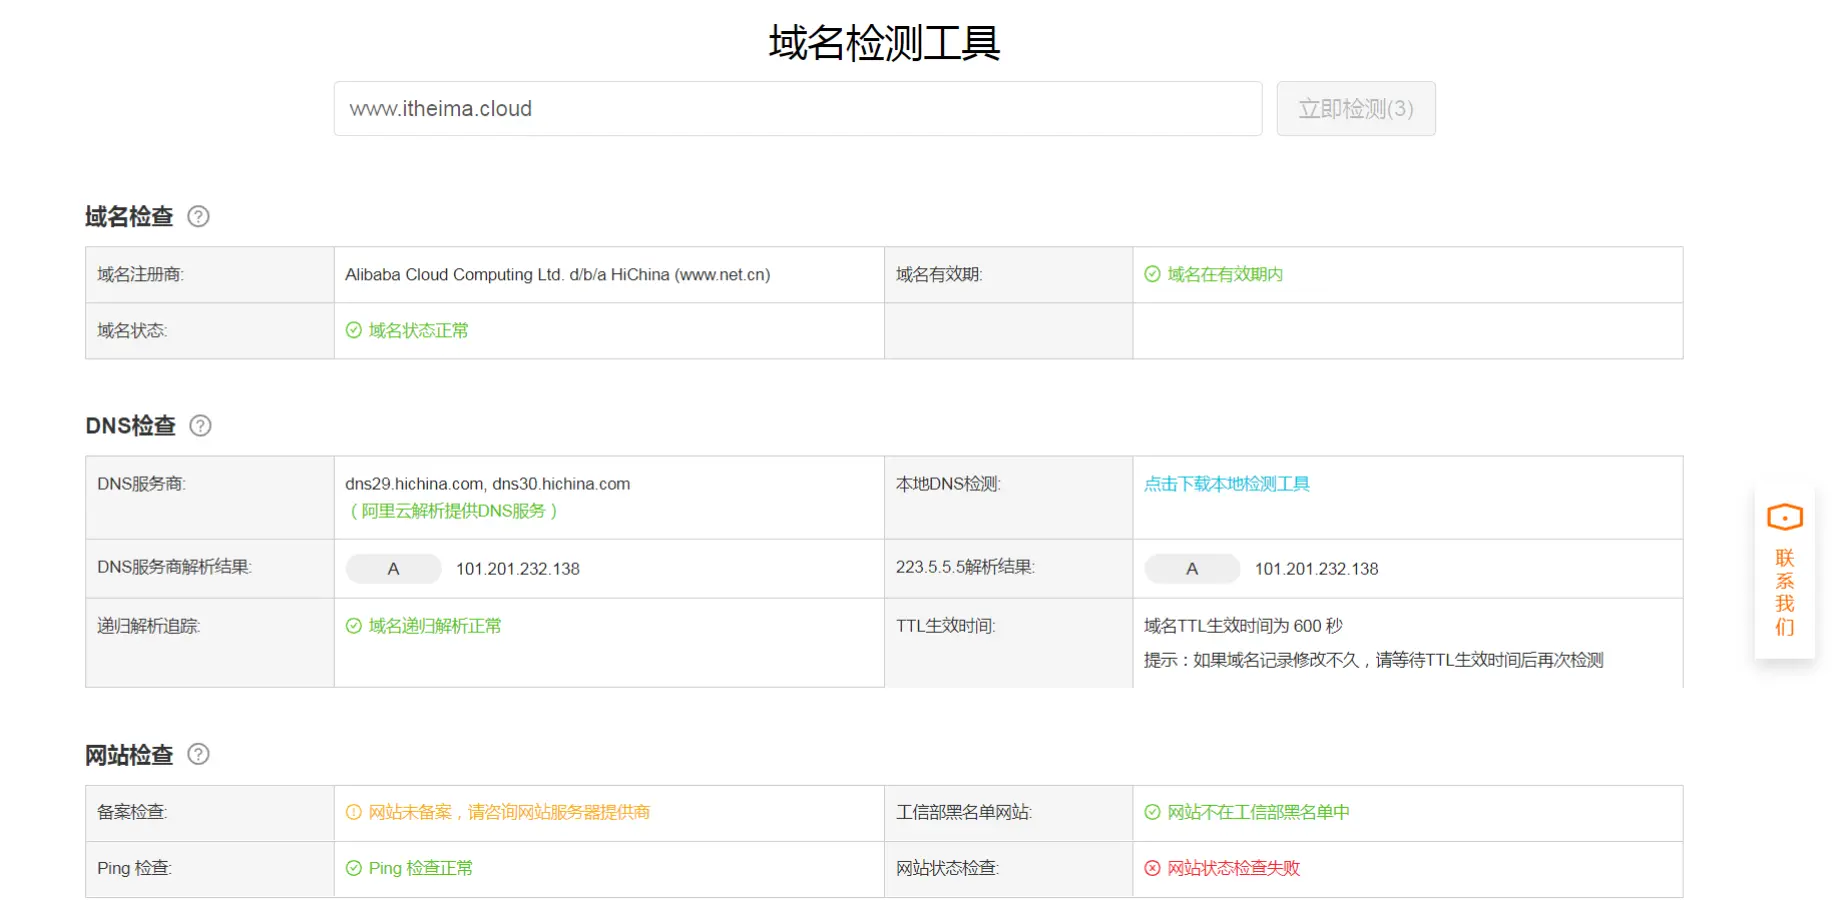 域名检测工具
www.itheima.cloud
立即检测(3)
域名检查
域名注册商:
Alibaba Cloud Computing Ltd. d/b/a HiChina (www.net.cn)
域名有效期:
域名在有效期内
域名状态:
域名状态正常
DNS检查
DNS服务商:
dns29.hichina.com, dns30.hichina.com
（阿里云解析提供DNS服务）
本地DNS检测:
点击下载本地检测工具
DNS服务商解析结果:
A 101.201.232.138
223.5.5.5解析结果:
A 101.201.232.138
递归解析追踪:
域名递归解析正常
TTL生效时间:
域名TTL生效时间为 600 秒
提示：如果域名记录修改不久，请等待TTL生效时间后再次检测
网站检查
备案检查:
网站未备案，请咨询网站服务器提供商
工信部黑名单网站:
网站不在工信部黑名单中
Ping 检查:
Ping 检查正常
网站状态检查:
网站状态检查失败
联系我们